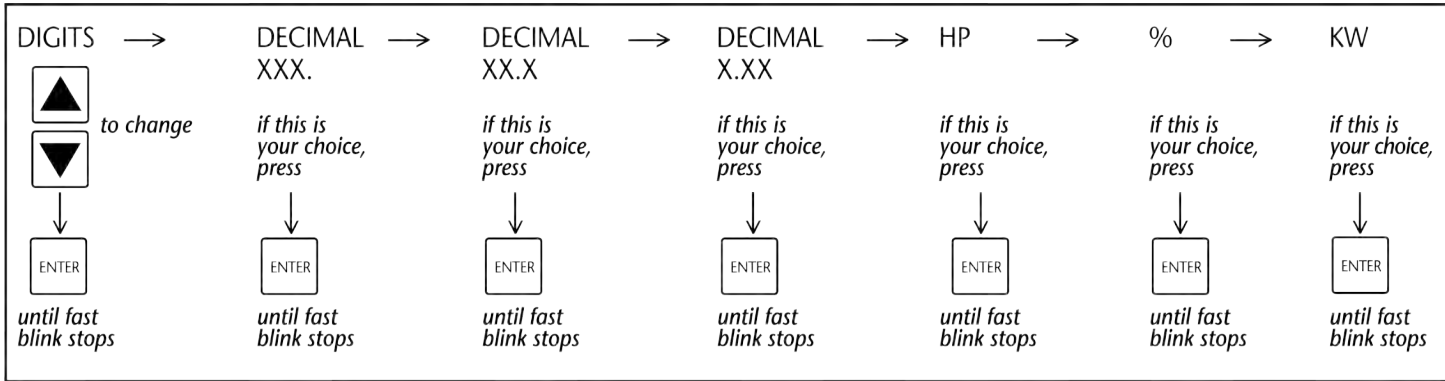 DIGITS → DECIMAL → DECIMAL → DECIMAL → HP → % → KW
XXX. XX.X X.XX
to change
if this is if this is if this is if this is if this is if this is
your choice, your choice, your choice, your choice, your choice, your choice,
press press press press press press
ENTER ENTER ENTER ENTER ENTER ENTER ENTER
until fast until fast until fast until fast until fast until fast until fast
blink stops blink stops blink stops blink stops blink stops blink stops blink stops